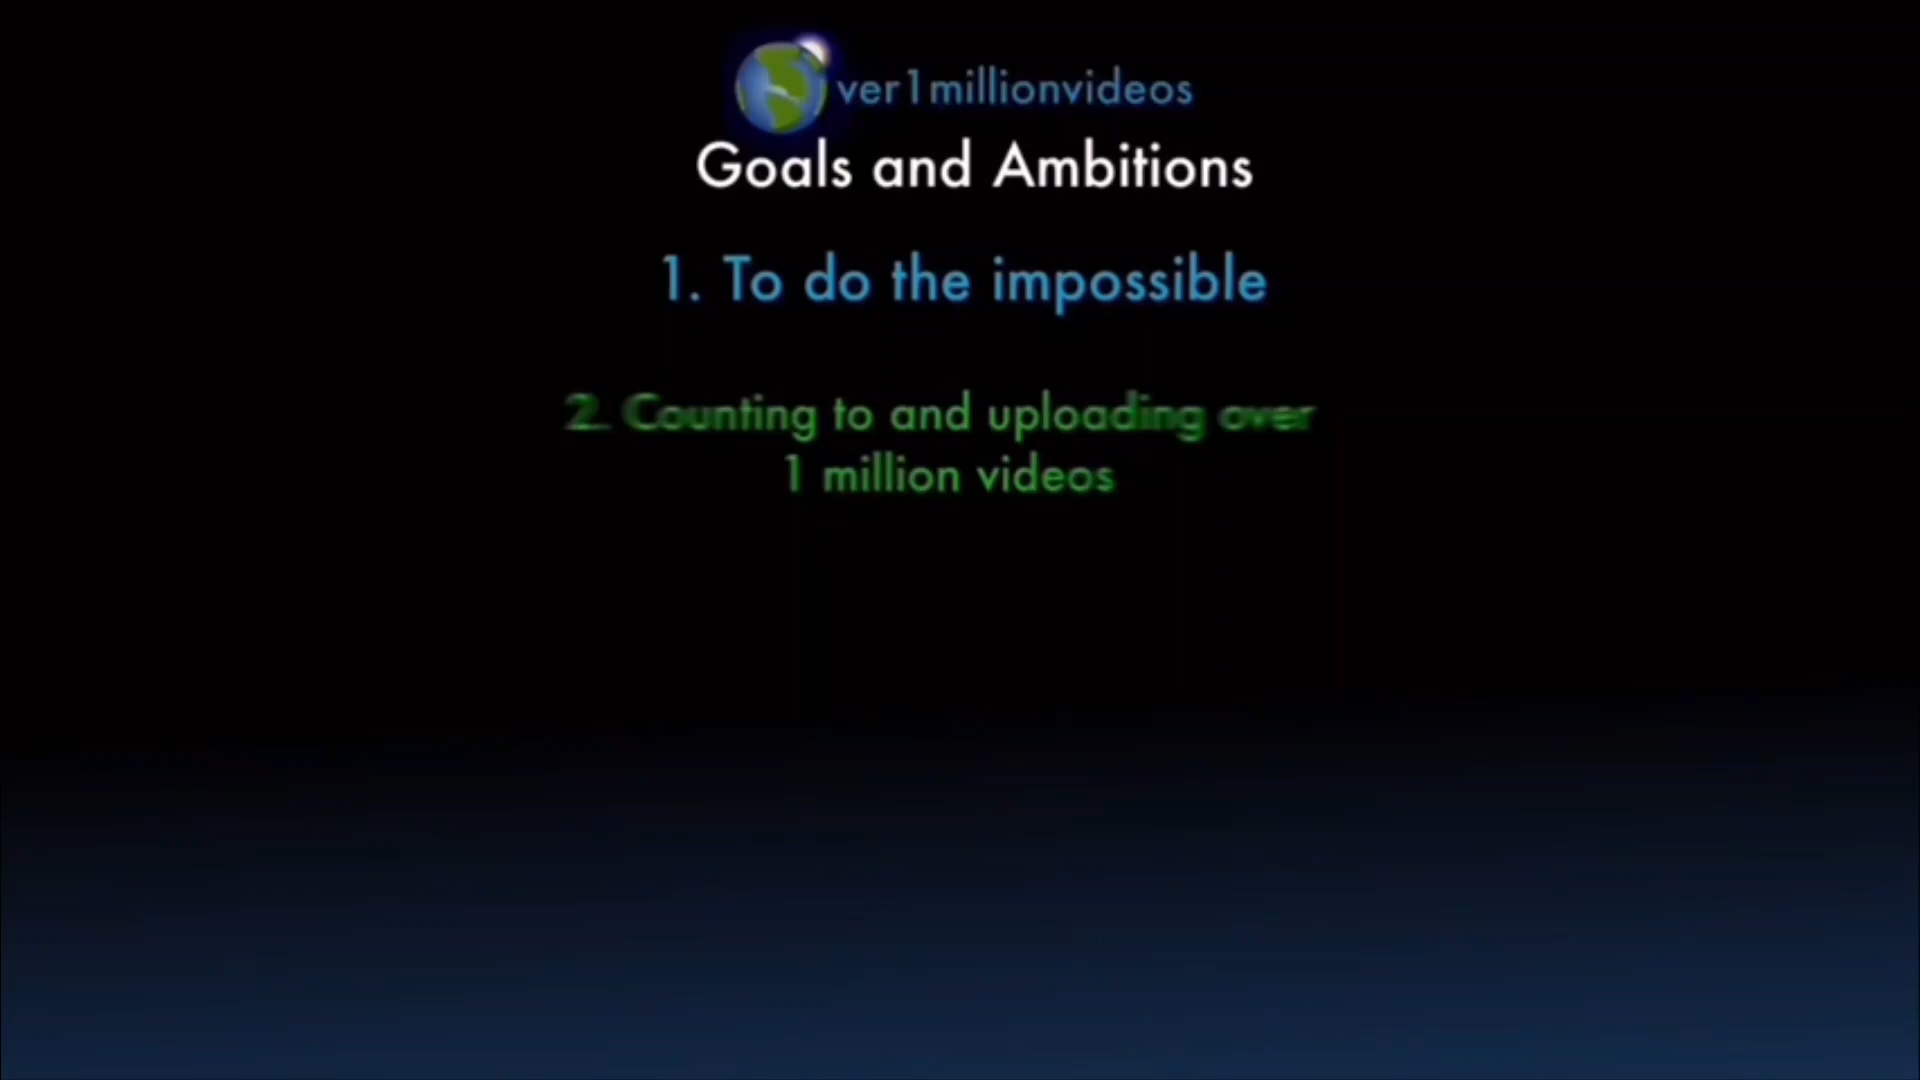 ver1millionvideos
Goals and Ambitions
1. To do the impossible
2. Counting to and uploading over
1 million videos